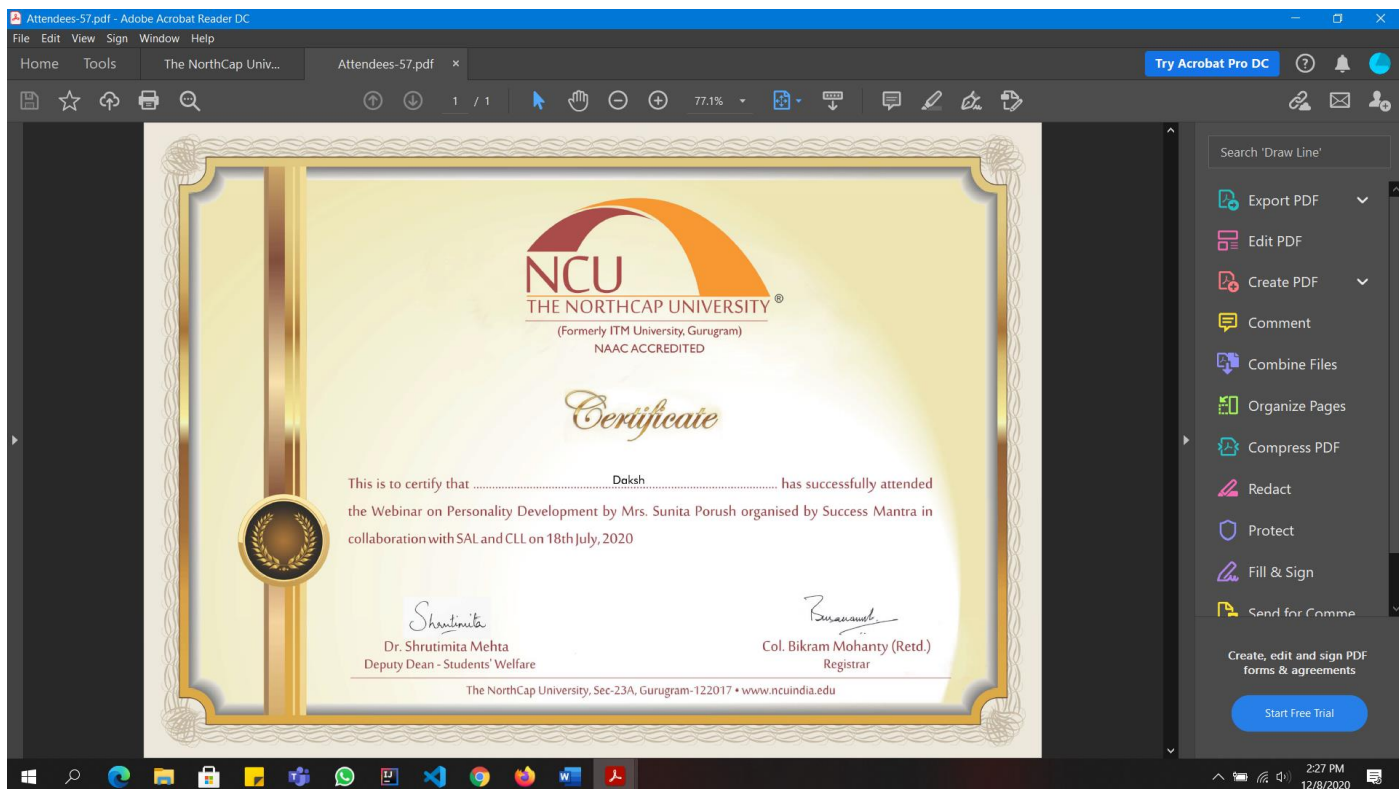 Attendees-57.pdf - Adobe Acrobat Reader DC
File Edit View Sign Window Help
Home Tools The NorthCap Univ... Attendees-57.pdf ×
Try Acrobat Pro DC
1 / 1 77.1%
NCU
THE NORTHCAP UNIVERSITY ®
(Formerly ITM University, Gurugram)
NAAC ACCREDITED
Certificate
This is to certify that ........ Daksh ........ has successfully attended
the Webinar on Personality Development by Mrs. Sunita Porush organised by Success Mantra in
collaboration with SAL and CLL on 18th July, 2020
Shrutimita
Dr. Shrutimita Mehta
Deputy Dean - Students' Welfare
Col. Bikram Mohanty (Retd.)
Registrar
The NorthCap University, Sec-23A, Gurugram-122017 • www.ncuindia.edu
Search 'Draw Line'
Export PDF
Edit PDF
Create PDF
Comment
Combine Files
Organize Pages
Compress PDF
Redact
Protect
Fill & Sign
Send for Comme
Create, edit and sign PDF
forms & agreements
Start Free Trial
2:27 PM
12/8/2020